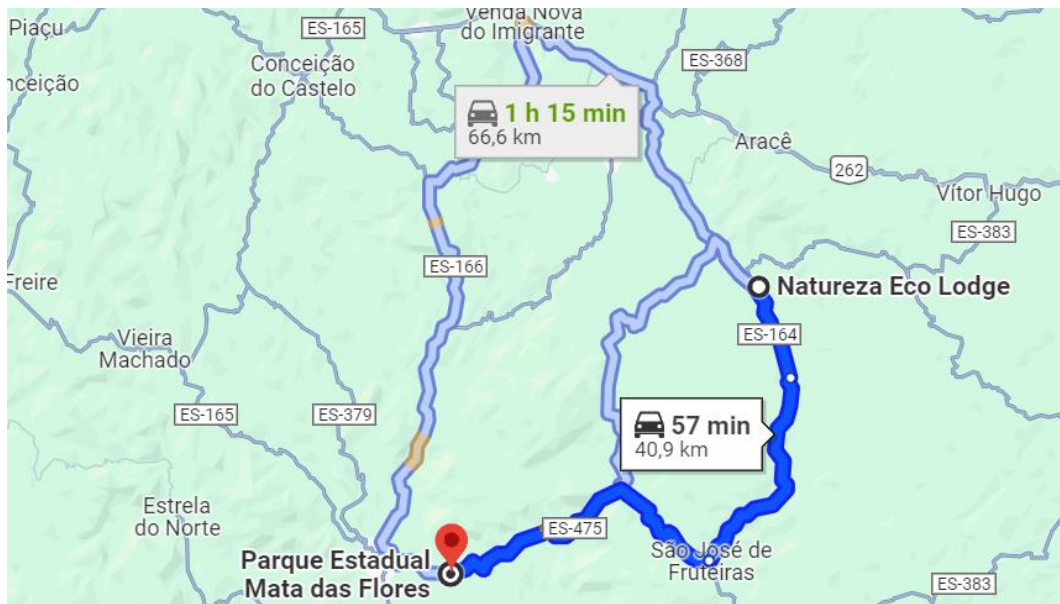 Piaçu
ES-165
Venda Nova
do Imigrante
nceição
Conceição
do Castelo
ES-368
1 h 15 min
66,6 km
Aracê
262
Vítor Hugo
ES-383
ES-166
Freire
Natureza Eco Lodge
ES-164
Vieira
Machado
ES-165
ES-379
57 min
40,9 km
Estrela
do Norte
ES-475
Parque Estadual
Mata das Flores
São José de
Fruteiras
ES-383